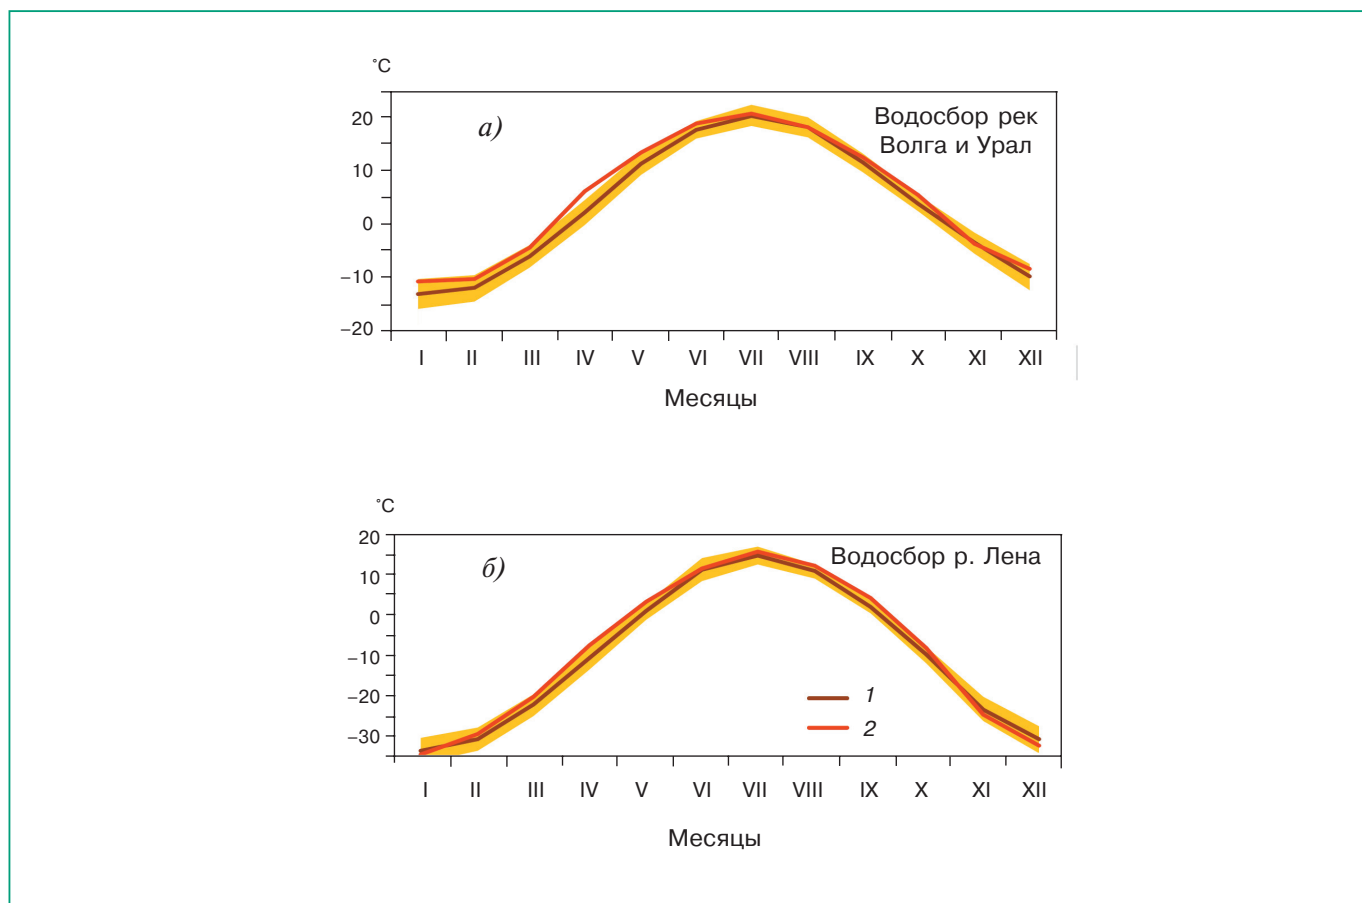 °C
а)
Водосбор рек
Волга и Урал
20
10
0
−10
−20
I II III IV V VI VII VIII IX X XI XII
Месяцы
°C
б)
Водосбор р. Лена
20
10
0
−10
−20
−30
1
2
I II III IV V VI VII VIII IX X XI XII
Месяцы